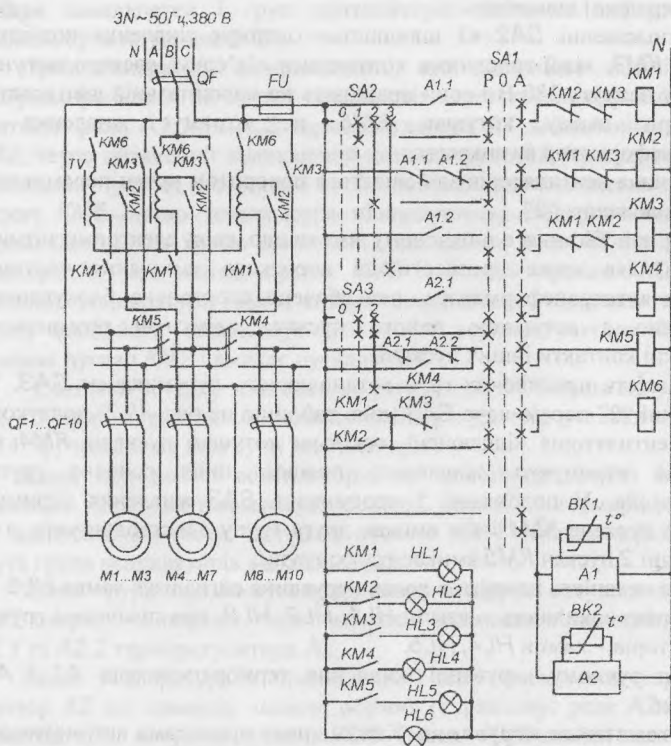 3N~50Гц,380 В
N A B C
QF
FU
SA2
0 1 2
A1.1
SA1
P 0 A
N
KM1
KM2 KM3
KM6
KM6
KM6
KM2
TV
KM3
KM3
KM3
A1.1 A1.2
KM1 KM3
KM2
KM2
KM2
KM3
A1.2
KM1 KM2
KM4
KM1
KM1
KM1
A2.1
SA3
0 1 2
KM5
KM4
A2.1 A2.2
KM5
KM4
KM6
KM1
KM3
QF1...QF10
KM2
BK1
t°
A1
M1...M3 M4...M7 M8...M10
KM1 HL1
BK2
KM2 HL2
t°
KM3 HL3
A2
KM4 HL4
KM5 HL5
HL6